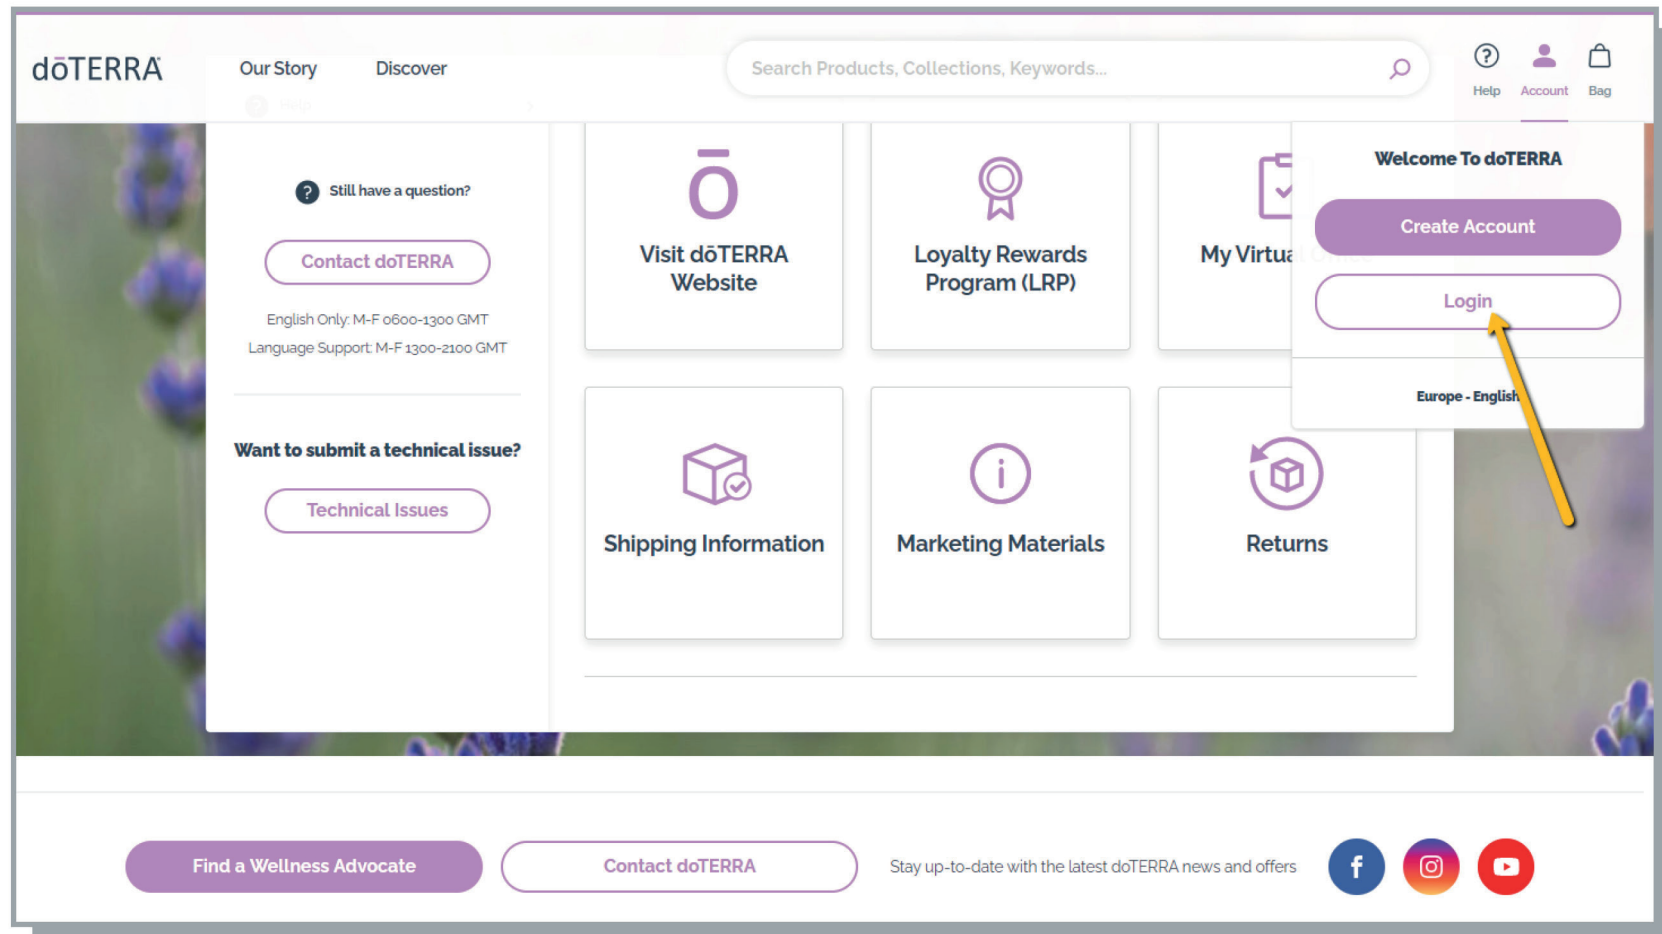 dōTERRA
Our Story
Discover
Search Products, Collections, Keywords...
Help
Account
Bag
Help
Still have a question?
Contact doTERRA
English Only: M-F 0600-1300 GMT
Language Support: M-F 1300-2100 GMT
Want to submit a technical issue?
Technical Issues
ō
Visit dōTERRA
Website
Loyalty Rewards
Program (LRP)
My Virtual Office
Shipping Information
Marketing Materials
Returns
Welcome To doTERRA
Create Account
Login
Europe - English
Find a Wellness Advocate
Contact doTERRA
Stay up-to-date with the latest doTERRA news and offers